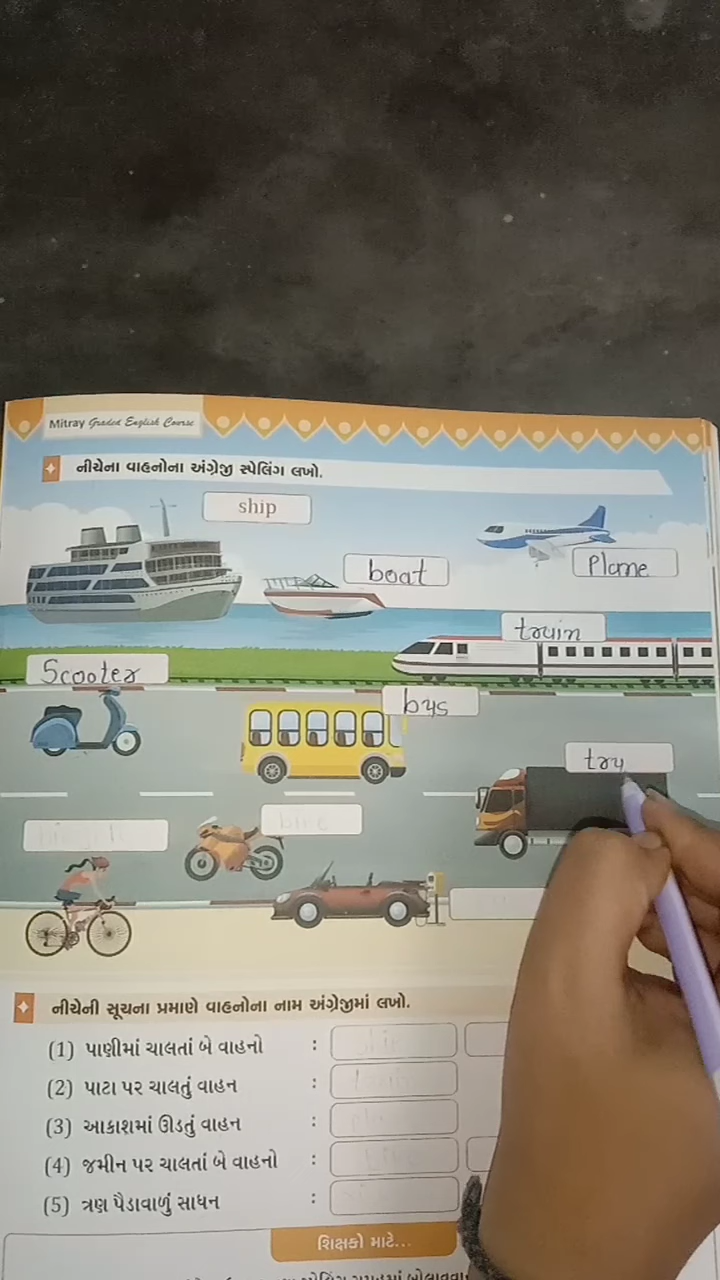 Mitray Graded English Course
નીચેના વાહનોના અંગ્રેજી સ્પેલિંગ લખો.
ship
boat
Plane
train
Scooter
bus
tru
નીચેની સૂચના પ્રમાણે વાહનોના નામ અંગ્રેજીમાં લખો.
(1) પાણીમાં ચાલતાં બે વાહનો :
(2) પાટા પર ચાલતું વાહન :
(3) આકાશમાં ઊડતું વાહન :
(4) જમીન પર ચાલતાં બે વાહનો :
(5) ત્રણ પૈડાવાળું સાધન :
શિક્ષકો માટે...